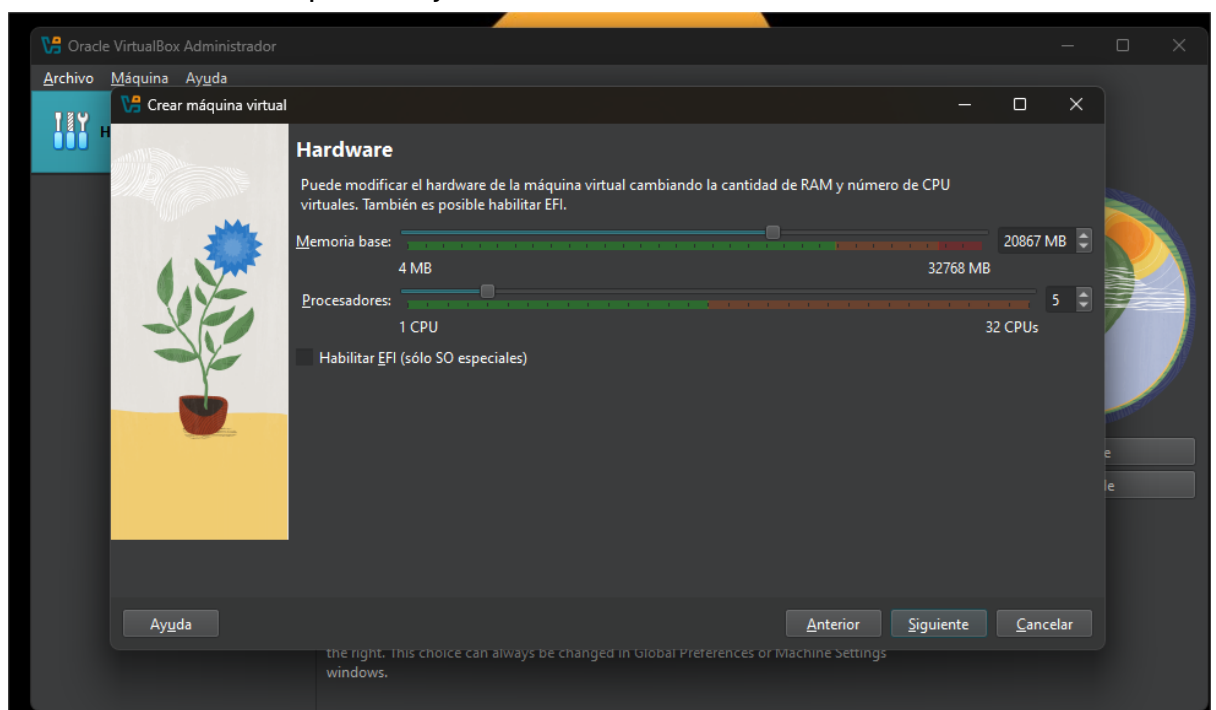 Oracle VirtualBox Administrador
Archivo Máquina Ayuda
Crear máquina virtual
H
Hardware
Puede modificar el hardware de la máquina virtual cambiando la cantidad de RAM y número de CPU
virtuales. También es posible habilitar EFI.
Memoria base: 20867 MB
4 MB 32768 MB
Procesadores: 5
1 CPU 32 CPUs
Habilitar EFI (sólo SO especiales)
e
le
Ayuda Anterior Siguiente Cancelar
the right. This choice can always be changed in Global Preferences or Machine Settings
windows.